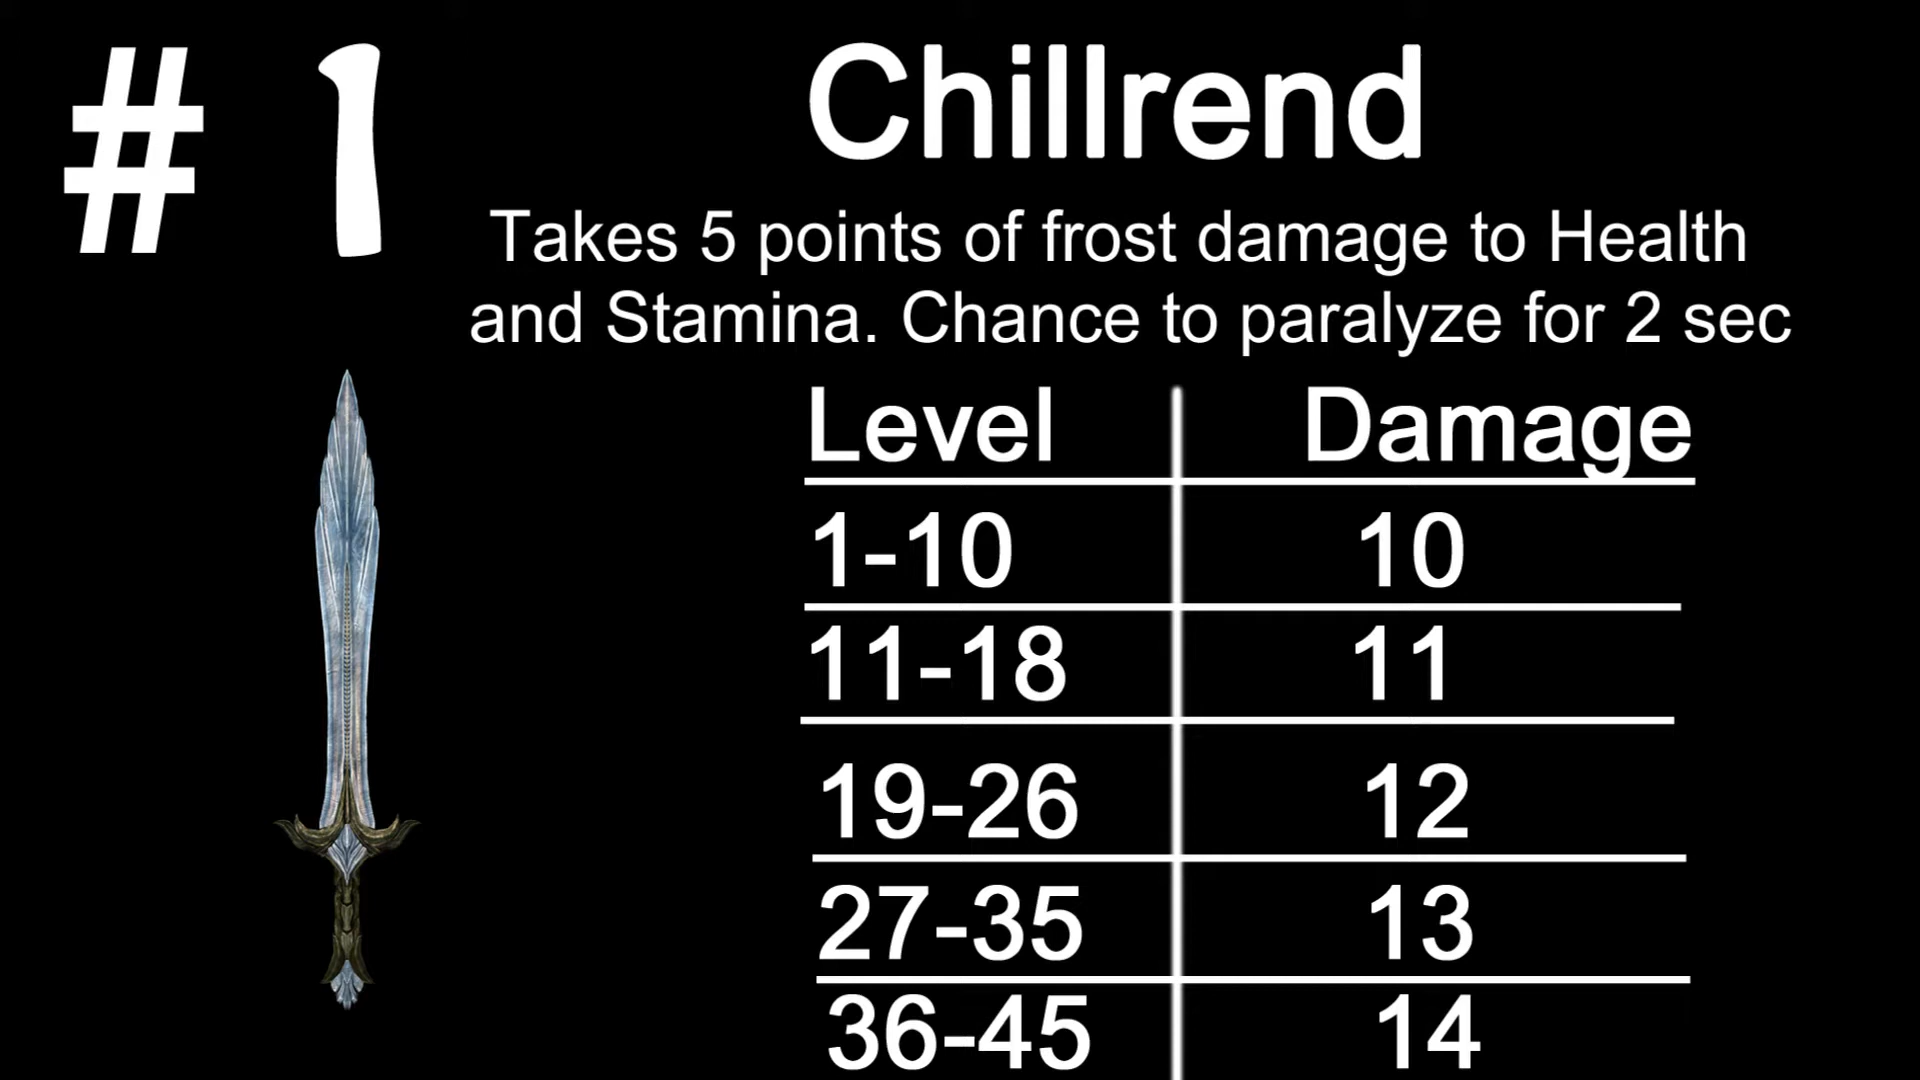 # 1
Chillrend
Takes 5 points of frost damage to Health
and Stamina. Chance to paralyze for 2 sec
Level Damage
1-10 10
11-18 11
19-26 12
27-35 13
36-45 14